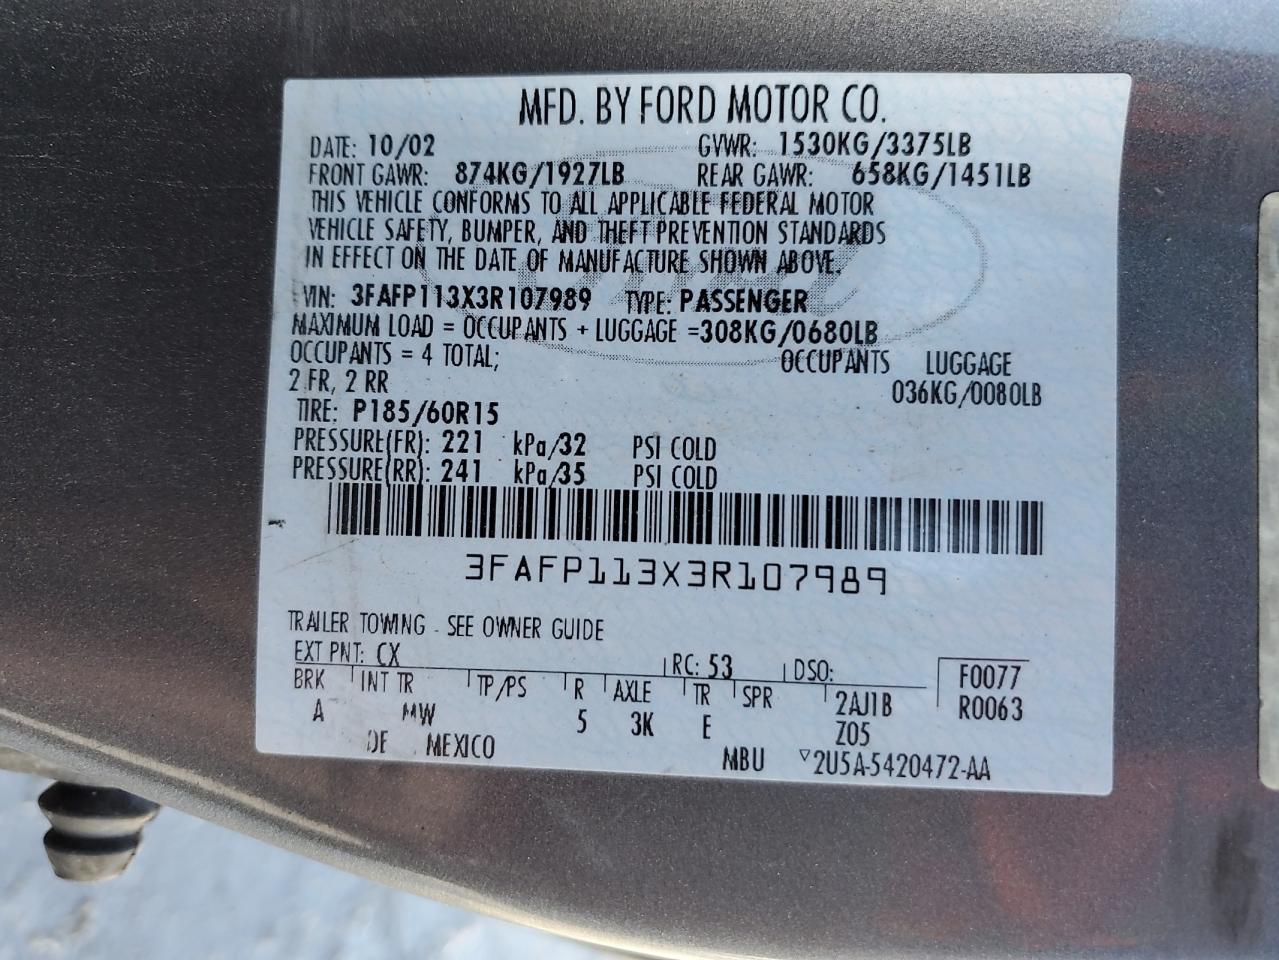 MFD. BY FORD MOTOR CO.
DATE: 10/02 GVWR: 1530KG/3375LB
FRONT GAWR: 874KG/1927LB REAR GAWR: 658KG/1451LB
THIS VEHICLE CONFORMS TO ALL APPLICABLE FEDERAL MOTOR
VEHICLE SAFETY, BUMPER, AND THEFT PREVENTION STANDARDS
IN EFFECT ON THE DATE OF MANUFACTURE SHOWN ABOVE.
VIN: 3FAFP113X3R107989 TYPE: PASSENGER
MAXIMUM LOAD = OCCUPANTS + LUGGAGE =308KG/0680LB
OCCUPANTS = 4 TOTAL; OCCUPANTS LUGGAGE
2 FR, 2 RR 036KG/0080LB
TIRE: P185/60R15
PRESSURE(FR): 221 kPa/32 PSI COLD
PRESSURE(RR): 241 kPa/35 PSI COLD
3FAFP113X3R107989
TRAILER TOWING - SEE OWNER GUIDE
EXT PNT: CX RC: 53 DSO: F0077
BRK INT TR TP/PS R AXLE TR SPR 2AJ1B R0063
A MW 5 3K E Z05
DE MEXICO MBU ▽2U5A-5420472-AA